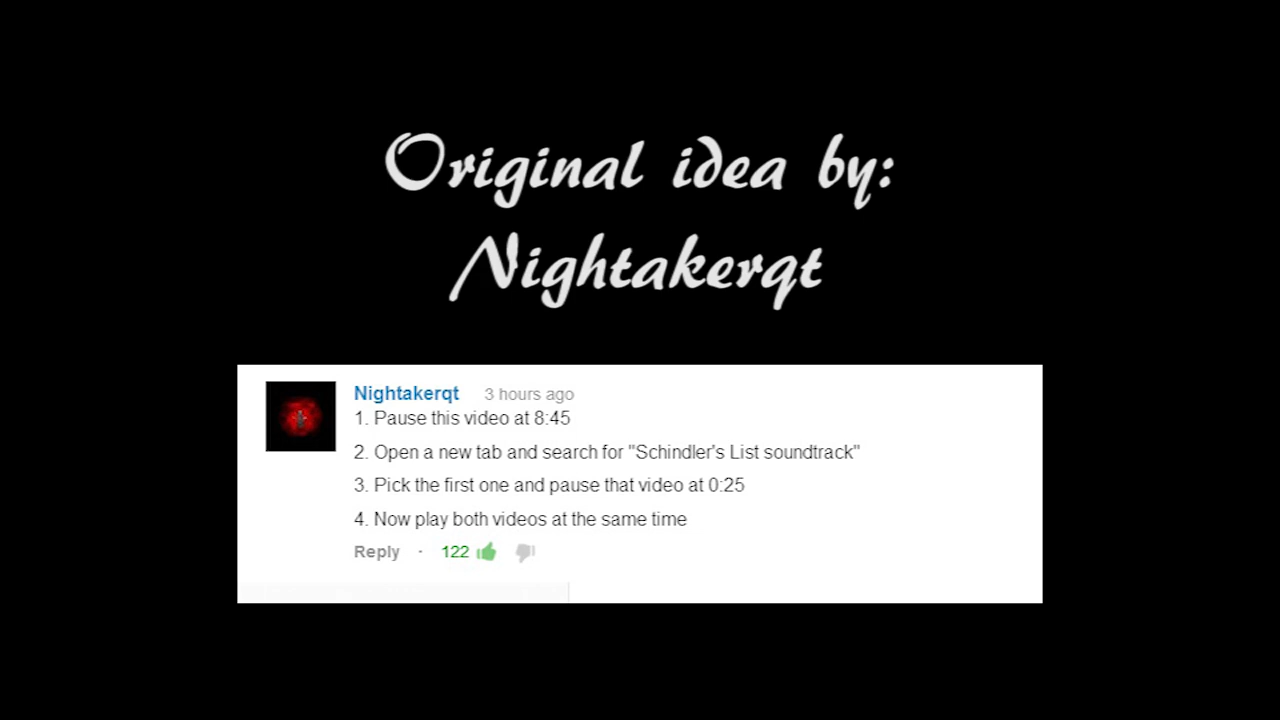 Original idea by:
Nightakerqt
Nightakerqt 3 hours ago
1. Pause this video at 8:45
2. Open a new tab and search for "Schindler's List soundtrack"
3. Pick the first one and pause that video at 0:25
4. Now play both videos at the same time
Reply · 122